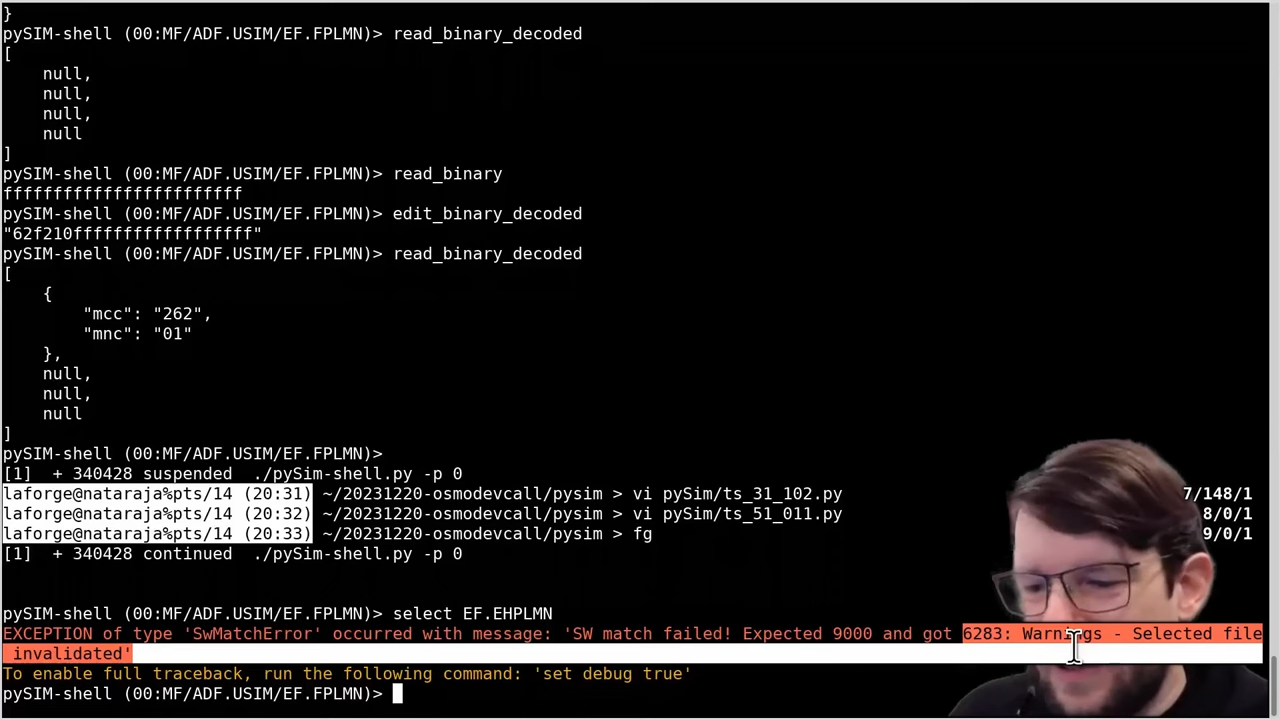 }
pySIM-shell (00:MF/ADF.USIM/EF.FPLMN)> read_binary_decoded
[
    null,
    null,
    null,
    null
]
pySIM-shell (00:MF/ADF.USIM/EF.FPLMN)> read_binary
ffffffffffffffffffffffff
pySIM-shell (00:MF/ADF.USIM/EF.FPLMN)> edit_binary_decoded
"62f210ffffffffffffffffff"
pySIM-shell (00:MF/ADF.USIM/EF.FPLMN)> read_binary_decoded
[
    {
        "mcc": "262",
        "mnc": "01"
    },
    null,
    null,
    null
]
pySIM-shell (00:MF/ADF.USIM/EF.FPLMN)>
[1]  + 340428 suspended  ./pySim-shell.py -p 0
laforge@nataraja%pts/14 (20:31) ~/20231220-osmodevcall/pysim > vi pySim/ts_31_102.py 7/148/1
laforge@nataraja%pts/14 (20:32) ~/20231220-osmodevcall/pysim > vi pySim/ts_51_011.py 8/0/1
laforge@nataraja%pts/14 (20:33) ~/20231220-osmodevcall/pysim > fg 9/0/1
[1]  + 340428 continued  ./pySim-shell.py -p 0
pySIM-shell (00:MF/ADF.USIM/EF.FPLMN)> select EF.EHPLMN
EXCEPTION of type 'SwMatchError' occurred with message: 'SW match failed! Expected 9000 and got 6283: Warnings - Selected file
 invalidated'
To enable full traceback, run the following command: 'set debug true'
pySIM-shell (00:MF/ADF.USIM/EF.FPLMN)>